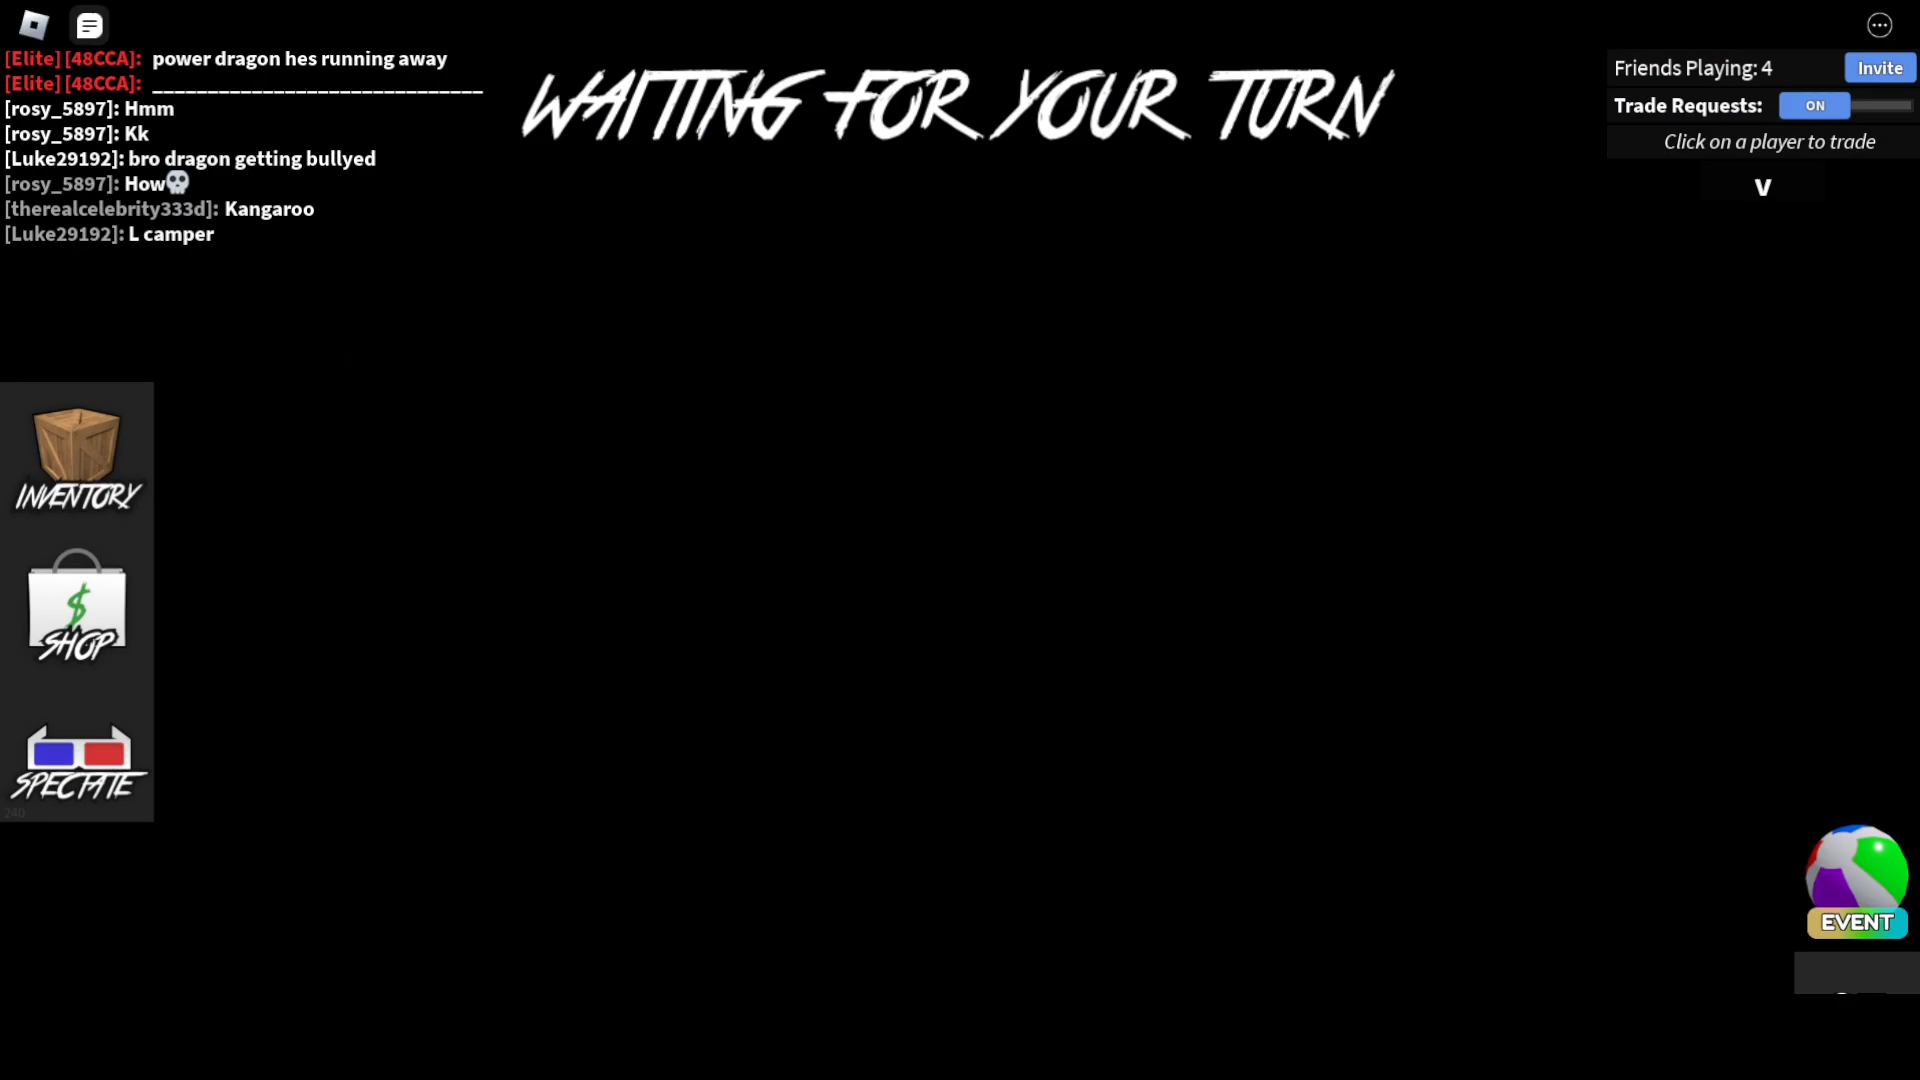 [Elite] [48CCA]: power dragon hes running away
[Elite] [48CCA]: ______________________________
[rosy_5897]: Hmm
[rosy_5897]: Kk
[Luke29192]: bro dragon getting bullyed
[rosy_5897]: How💀
[therealcelebrity333d]: Kangaroo
[Luke29192]: L camper
WAITING FOR YOUR TURN
Friends Playing: 4
Invite
Trade Requests:
ON
Click on a player to trade
v
INVENTORY
$
SHOP
SPECTATE
240
EVENT